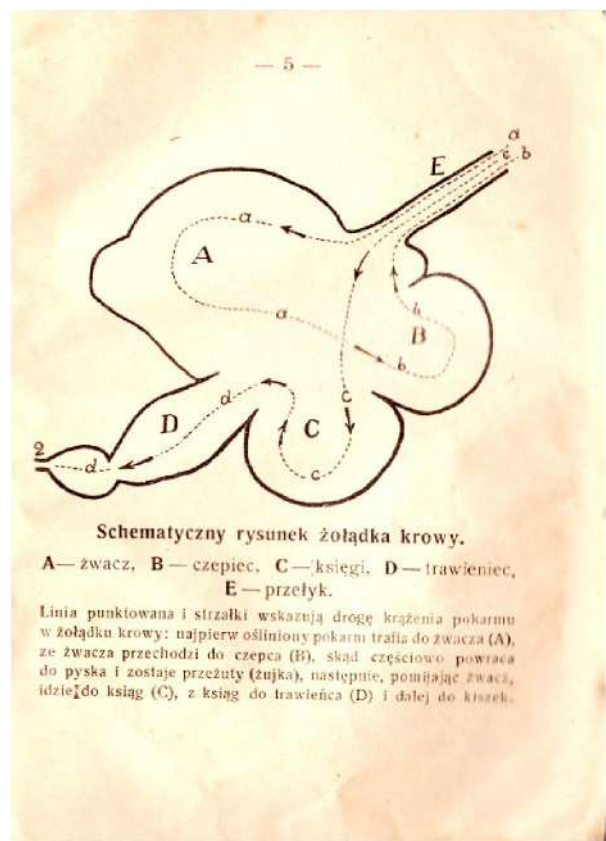 — 5 —
a
E
c b
a
A
b
a
B
b
d
c
D
C
2
d
c
Schematyczny rysunek żołądka krowy.
A— żwacz, B — czepiec, C — księgi, D — trawieniec,
E — przełyk.
Linia punktowana i strzałki wskazują drogę krążenia pokarmu
w żołądku krowy: najpierw ośliniony pokarm trafia do żwacza (A),
ze żwacza przechodzi do czepca (B), skąd częściowo powraca
do pyska i zostaje przeżuty (żujka), następnie, pomijając żwacz,
idzie do ksiąg (C), z ksiąg do trawieńca (D) i dalej do kiszek.